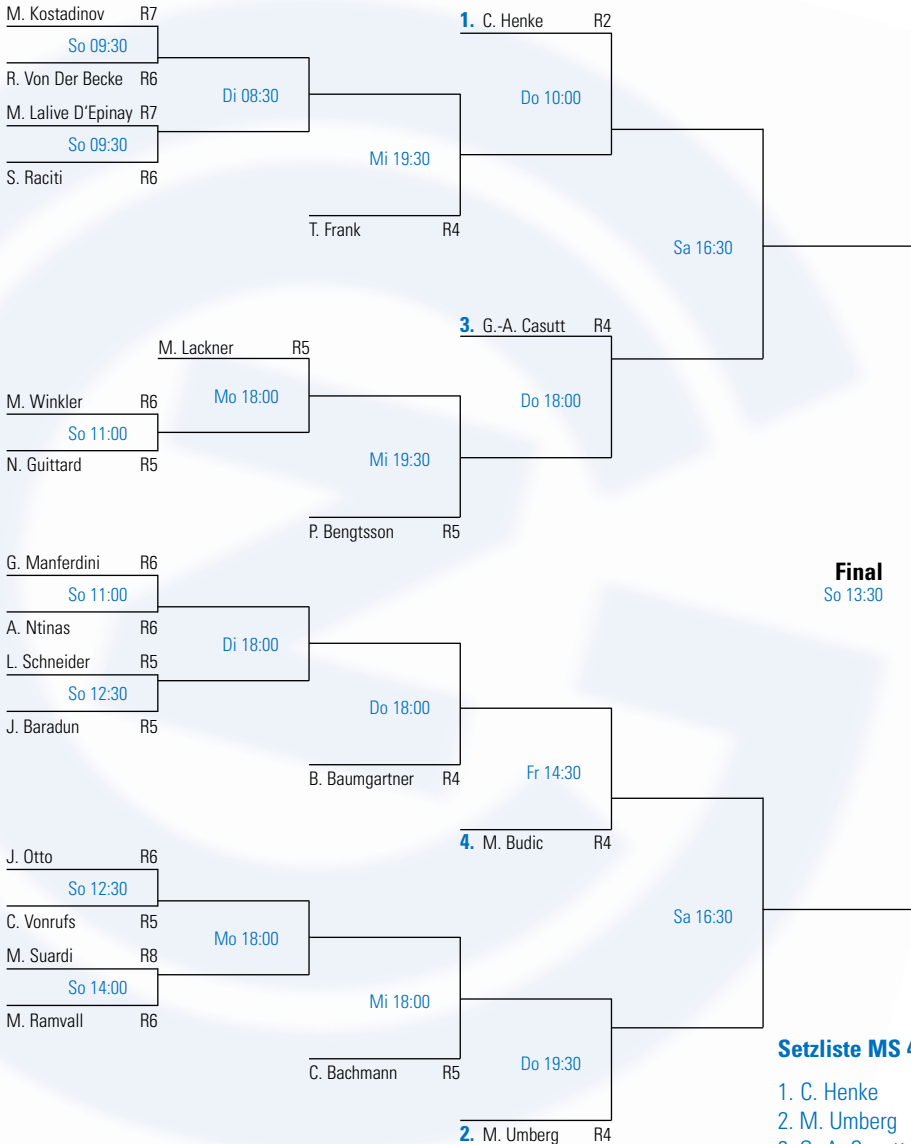 M. Kostadinov R7
So 09:30
R. Von Der Becke R6
M. Lalive D'Epinay R7
So 09:30
S. Raciti R6
Di 08:30
Mi 19:30
T. Frank R4
1. C. Henke R2
Do 10:00
Sa 16:30
3. G.-A. Casutt R4
M. Lackner R5
Mo 18:00
Do 18:00
M. Winkler R6
So 11:00
N. Guittard R5
Mi 19:30
P. Bengtsson R5
Final
So 13:30
G. Manferdini R6
So 11:00
A. Ntinas R6
Di 18:00
L. Schneider R5
So 12:30
J. Baradun R5
Do 18:00
B. Baumgartner R4
Fr 14:30
4. M. Budic R4
J. Otto R6
So 12:30
C. Vonrufs R5
Mo 18:00
M. Suardi R8
So 14:00
M. Ramvall R6
Sa 16:30
Mi 18:00
C. Bachmann R5
Do 19:30
2. M. Umberg R4
Setzliste MS 4
1. C. Henke
2. M. Umberg